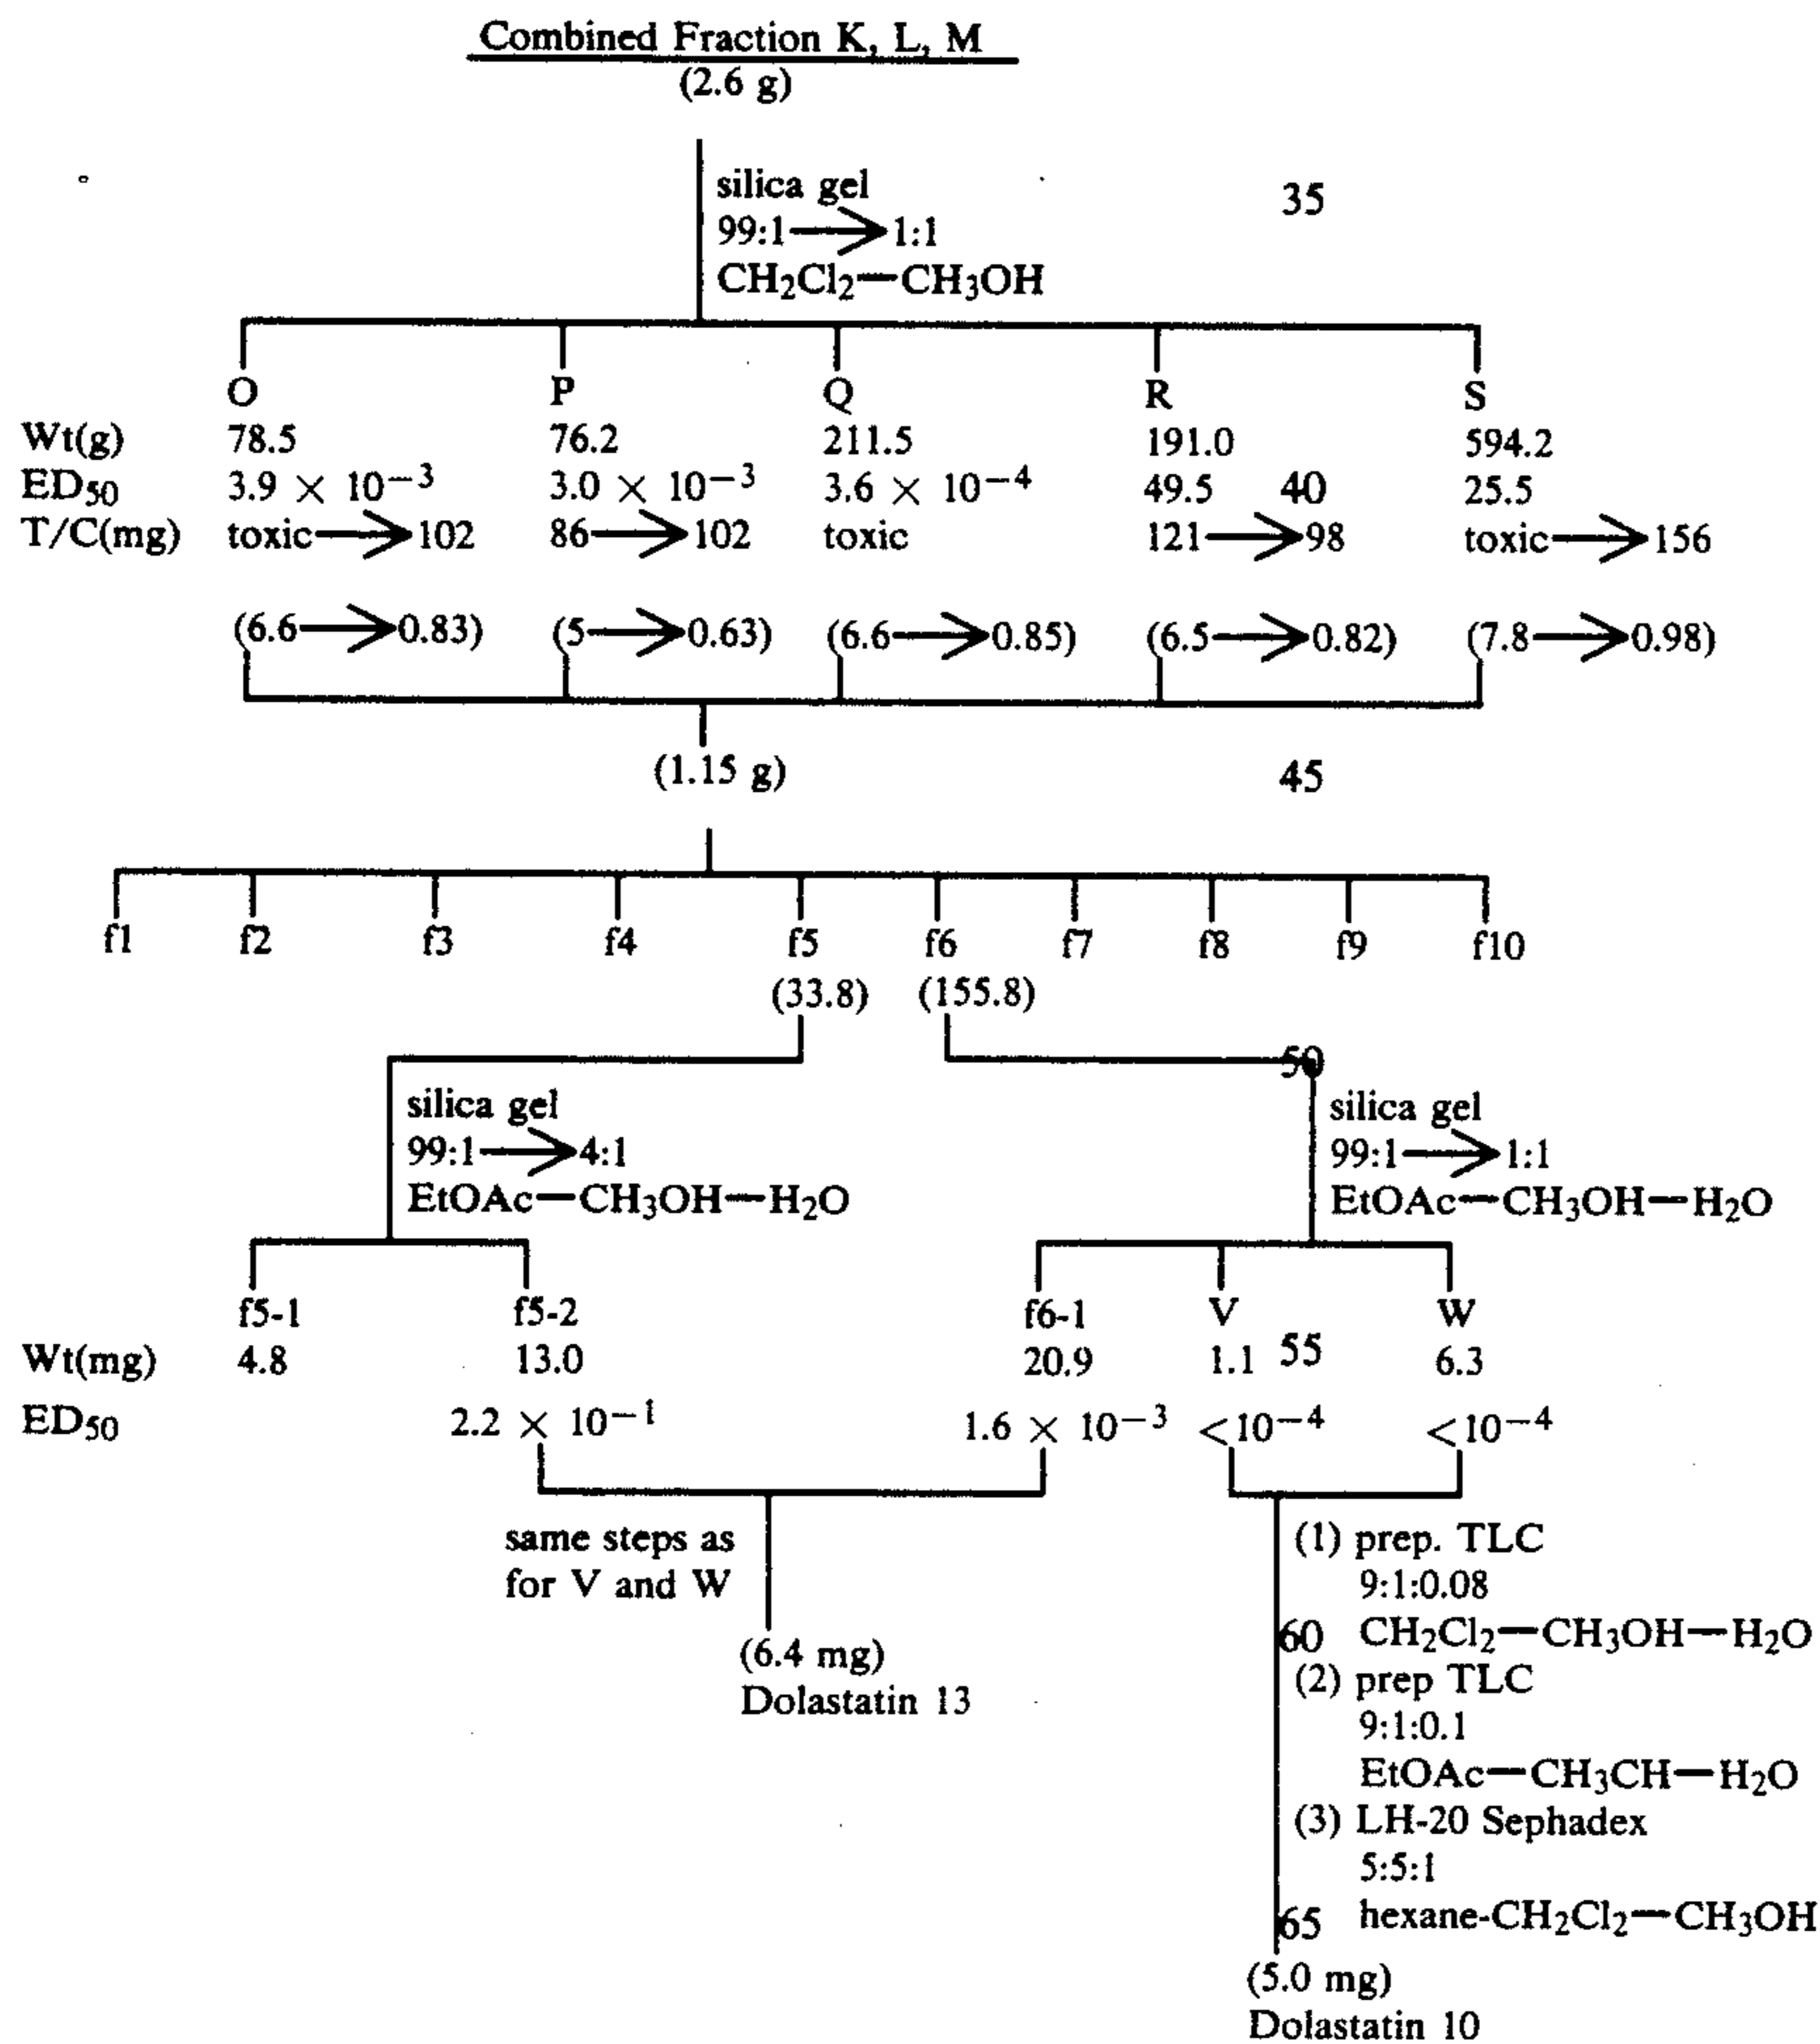 Combined Fraction K, L, M
(2.6 g)
silica gel
35
99:1→1:1
CH2Cl2—CH3OH
O P Q R S
Wt(g) 78.5 76.2 211.5 191.0 594.2
ED50 3.9 × 10−3 3.0 × 10−3 3.6 × 10−4 49.5 40 25.5
T/C(mg) toxic→102 86→102 toxic 121→98 toxic→156
(6.6→0.83) (5→0.63) (6.6→0.85) (6.5→0.82) (7.8→0.98)
(1.15 g) 45
f1 f2 f3 f4 f5 f6 f7 f8 f9 f10
(33.8) (155.8)
50
silica gel silica gel
99:1→4:1 99:1→1:1
EtOAc—CH3OH—H2O EtOAc—CH3OH—H2O
f5-1 f5-2 f6-1 V W
Wt(mg) 4.8 13.0 20.9 1.1 55 6.3
ED50 2.2 × 10−1 1.6 × 10−3 <10−4 <10−4
same steps as
for V and W
(6.4 mg)
Dolastatin 13
(1) prep. TLC
9:1:0.08
60 CH2Cl2—CH3OH—H2O
(2) prep TLC
9:1:0.1
EtOAc—CH3CH—H2O
(3) LH-20 Sephadex
5:5:1
65 hexane-CH2Cl2—CH3OH
(5.0 mg)
Dolastatin 10